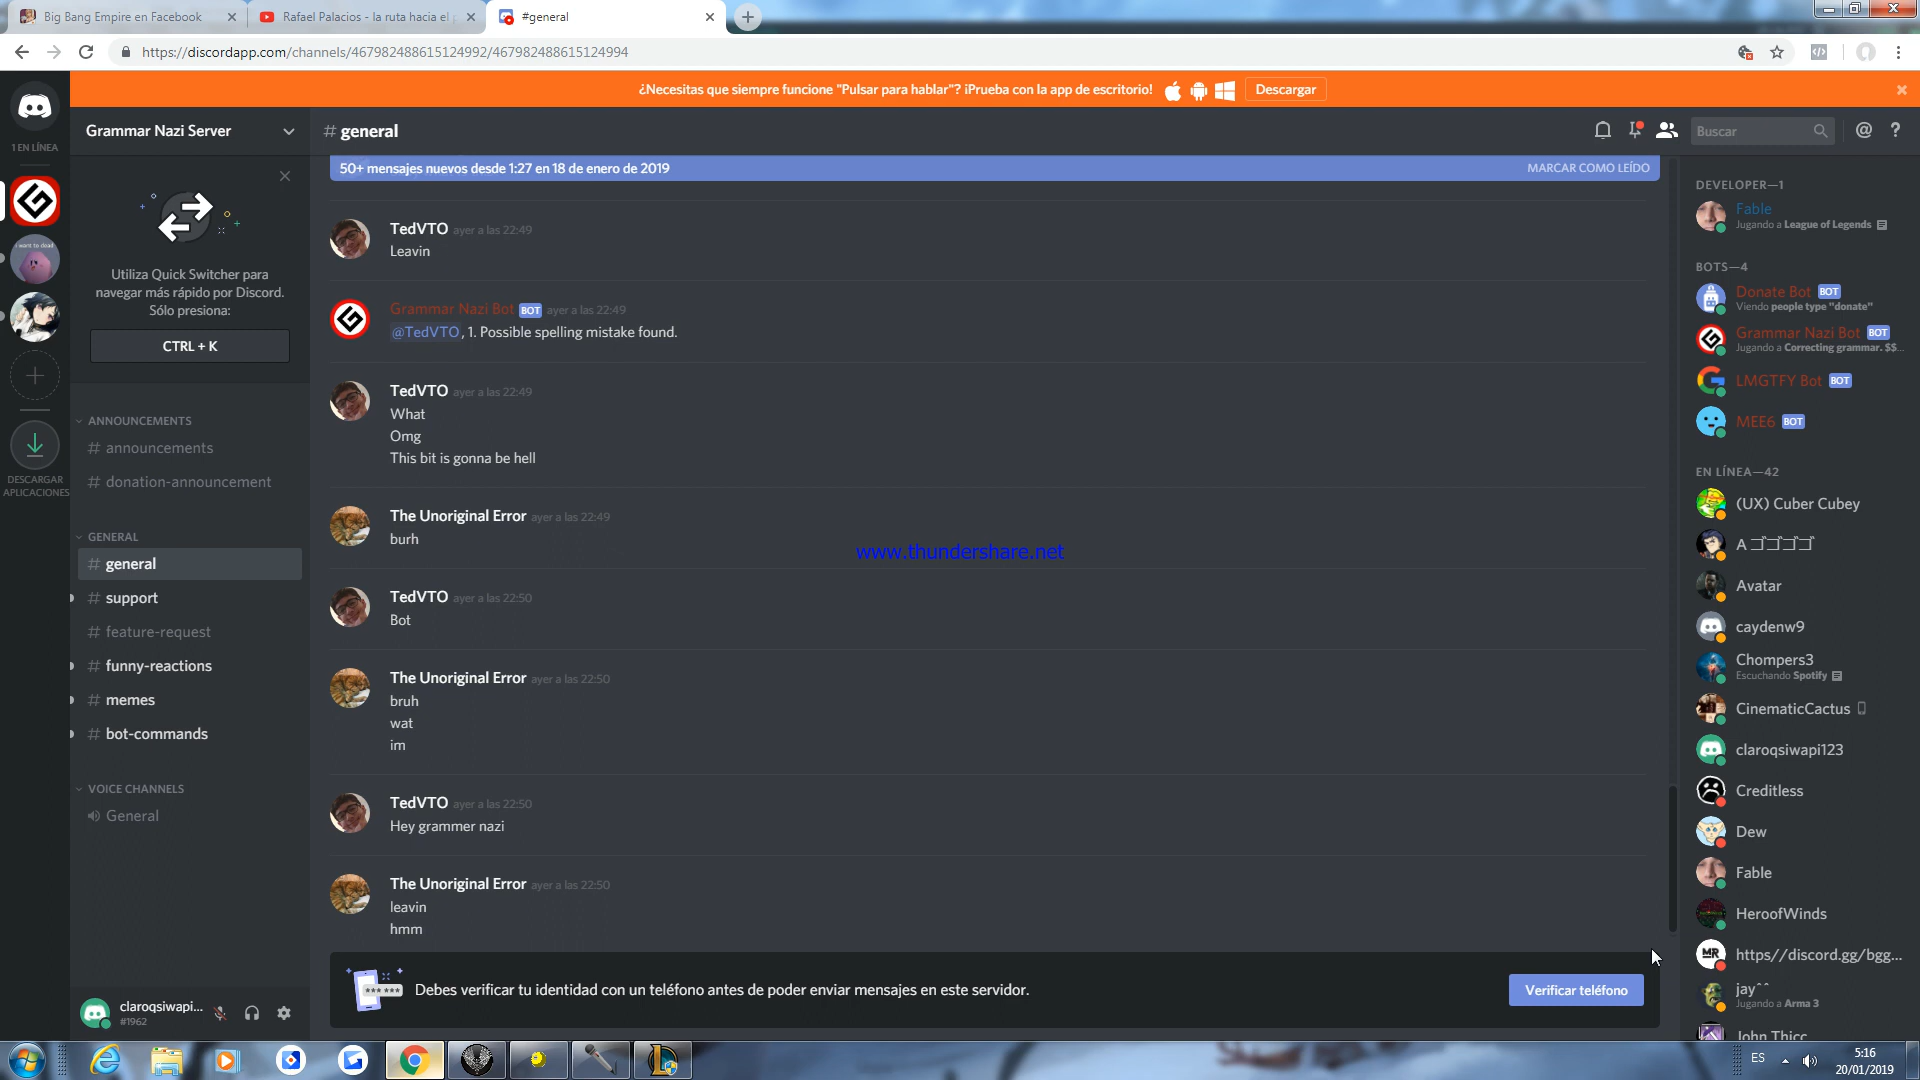 Big Bang Empire en Facebook
Rafael Palacios - la ruta hacia el
#general
https://discordapp.com/channels/467982488615124992/467982488615124994
¿Necesitas que siempre funcione "Pulsar para hablar"? ¡Prueba con la app de escritorio!
Descargar
1 EN LÍNEA
i want to dead
DESCARGAR
APLICACIONES
Grammar Nazi Server
Utiliza Quick Switcher para
navegar más rápido por Discord.
Sólo presiona:
CTRL + K
ANNOUNCEMENTS
# announcements
# donation-announcement
GENERAL
# general
# support
# feature-request
# funny-reactions
# memes
# bot-commands
VOICE CHANNELS
General
claroqsiwapi...
#1962
# general
Buscar
@
?
50+ mensajes nuevos desde 1:27 en 18 de enero de 2019
MARCAR COMO LEÍDO
TedVTO ayer a las 22:49
Leavin
Grammar Nazi Bot BOT ayer a las 22:49
@TedVTO, 1. Possible spelling mistake found.
TedVTO ayer a las 22:49
What
Omg
This bit is gonna be hell
The Unoriginal Error ayer a las 22:49
burh
www.thundershare.net
TedVTO ayer a las 22:50
Bot
The Unoriginal Error ayer a las 22:50
bruh
wat
im
TedVTO ayer a las 22:50
Hey grammer nazi
The Unoriginal Error ayer a las 22:50
leavin
hmm
Debes verificar tu identidad con un teléfono antes de poder enviar mensajes en este servidor.
Verificar teléfono
DEVELOPER—1
Fable
Jugando a League of Legends
BOTS—4
Donate Bot BOT
Viendo people type "donate"
Grammar Nazi Bot BOT
Jugando a Correcting grammar. $$...
LMGTFY Bot BOT
MEE6 BOT
EN LÍNEA—42
(UX) Cuber Cubey
A ゴゴゴゴ
Avatar
caydenw9
Chompers3
Escuchando Spotify
CinematicCactus
claroqsiwapi123
Creditless
Dew
Fable
HeroofWinds
MR
https//discord.gg/bgg...
jay^^
Jugando a Arma 3
John Thicc
ES
5:16
20/01/2019